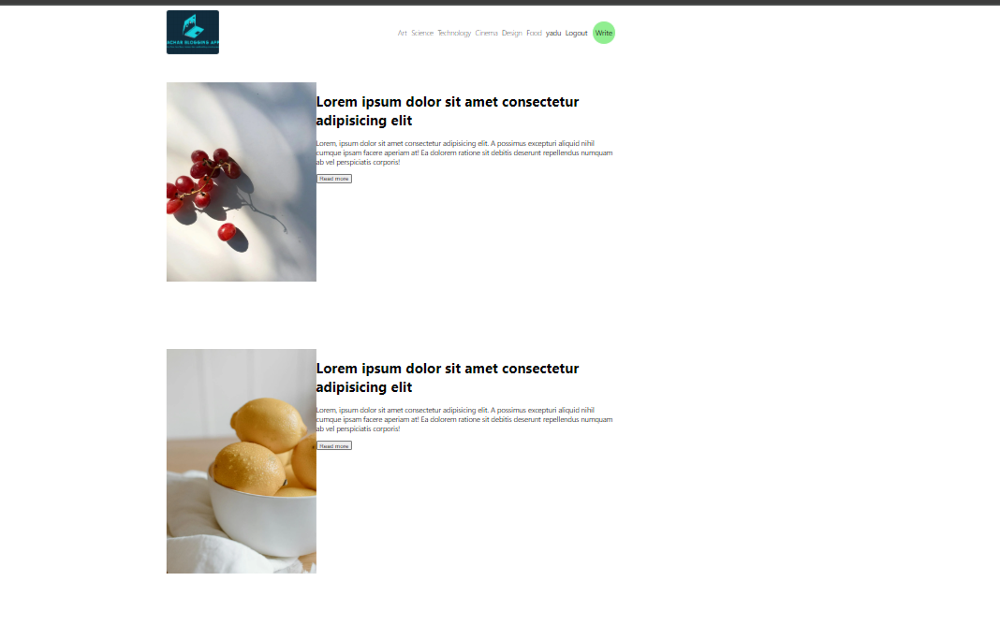 BLOGGING APP
Art Science Technology Cinema Design Food yadu Logout Write
Lorem ipsum dolor sit amet consectetur
adipisicing elit
Lorem, ipsum dolor sit amet consectetur adipisicing elit. A possimus excepturi aliquid nihil
cumque ipsam facere aperiam at! Ea dolorem ratione sit debitis deserunt repellendus numquam
ab vel perspiciatis corporis!
Read more
Lorem ipsum dolor sit amet consectetur
adipisicing elit
Lorem, ipsum dolor sit amet consectetur adipisicing elit. A possimus excepturi aliquid nihil
cumque ipsam facere aperiam at! Ea dolorem ratione sit debitis deserunt repellendus numquam
ab vel perspiciatis corporis!
Read more